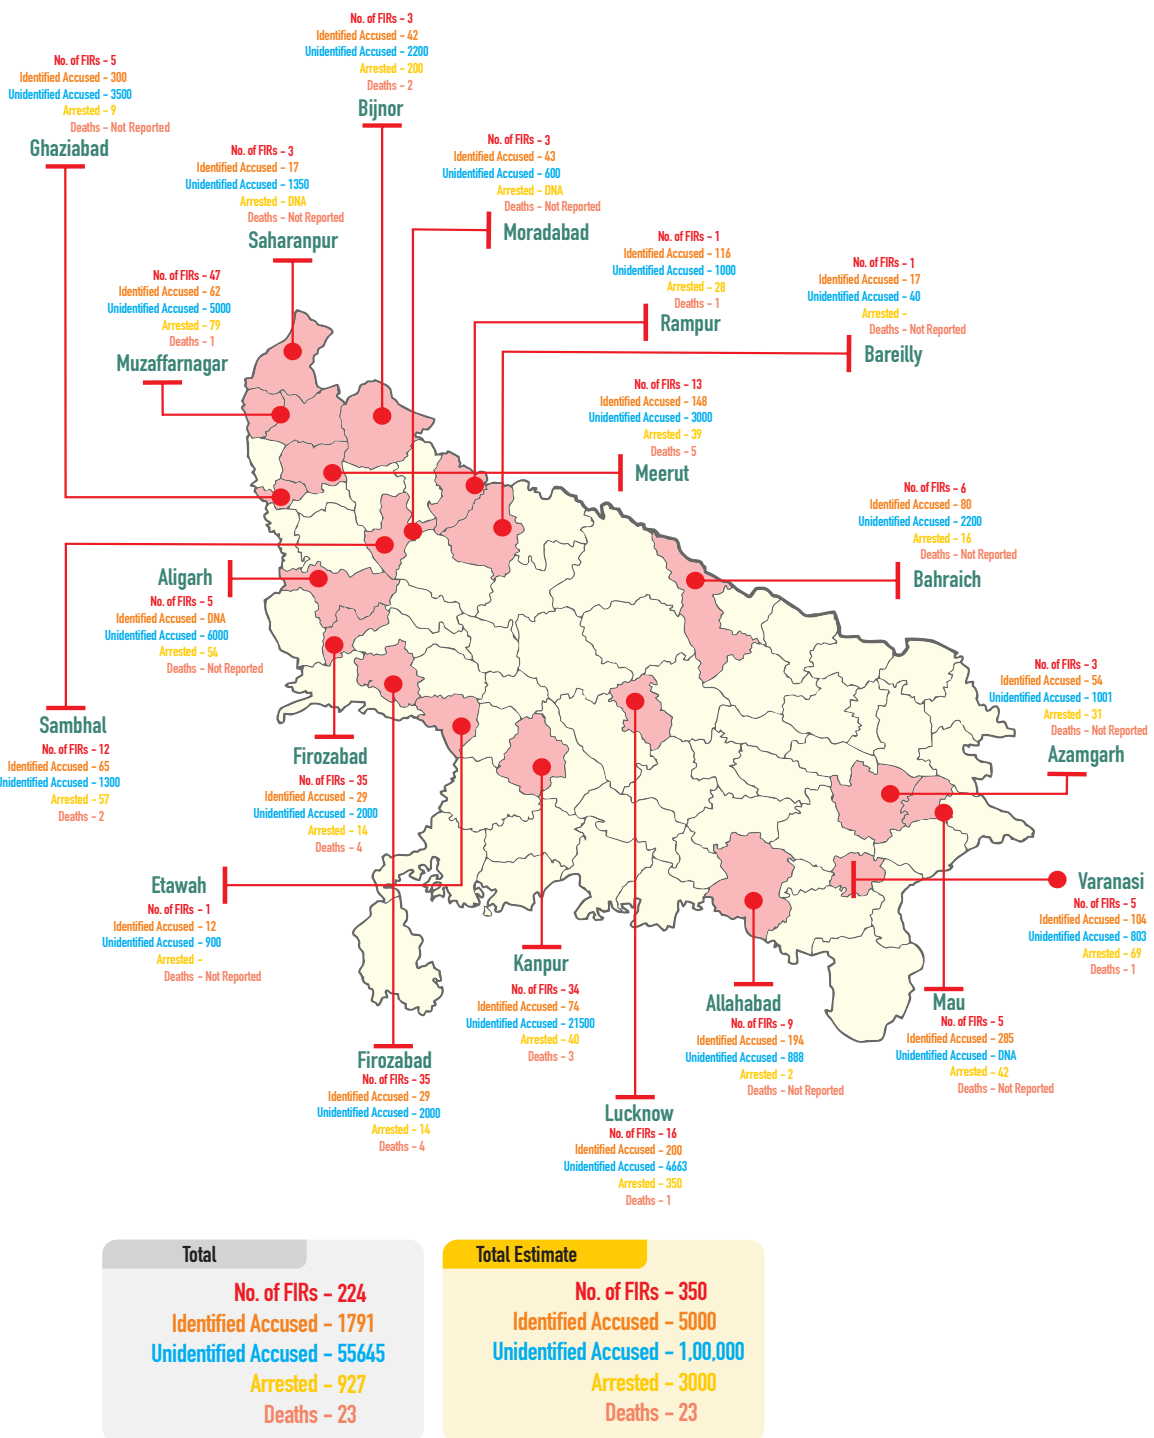 No. of FIRs - 3
Identified Accused - 42
Unidentified Accused - 2200
Arrested - 200
Deaths - 2
Bijnor
No. of FIRs - 5
Identified Accused - 300
Unidentified Accused - 3500
Arrested - 9
Deaths - Not Reported
Ghaziabad
No. of FIRs - 3
Identified Accused - 17
Unidentified Accused - 1350
Arrested - DNA
Deaths - Not Reported
Saharanpur
No. of FIRs - 3
Identified Accused - 43
Unidentified Accused - 600
Arrested - DNA
Deaths - Not Reported
Moradabad
No. of FIRs - 1
Identified Accused - 116
Unidentified Accused - 1000
Arrested - 28
Deaths - 1
Rampur
No. of FIRs - 1
Identified Accused - 17
Unidentified Accused - 40
Arrested -
Deaths - Not Reported
Bareilly
No. of FIRs - 47
Identified Accused - 62
Unidentified Accused - 5000
Arrested - 79
Deaths - 1
Muzaffarnagar
No. of FIRs - 13
Identified Accused - 148
Unidentified Accused - 3000
Arrested - 39
Deaths - 5
Meerut
No. of FIRs - 6
Identified Accused - 80
Unidentified Accused - 2200
Arrested - 16
Deaths - Not Reported
Bahraich
Aligarh
No. of FIRs - 5
Identified Accused - DNA
Unidentified Accused - 6000
Arrested - 54
Deaths - Not Reported
No. of FIRs - 3
Identified Accused - 54
Unidentified Accused - 1001
Arrested - 31
Deaths - Not Reported
Azamgarh
Sambhal
No. of FIRs - 12
Identified Accused - 65
Unidentified Accused - 1300
Arrested - 57
Deaths - 2
Firozabad
No. of FIRs - 35
Identified Accused - 29
Unidentified Accused - 2000
Arrested - 14
Deaths - 4
Etawah
No. of FIRs - 1
Identified Accused - 12
Unidentified Accused - 900
Arrested -
Deaths - Not Reported
Varanasi
No. of FIRs - 5
Identified Accused - 104
Unidentified Accused - 803
Arrested - 69
Deaths - 1
Kanpur
No. of FIRs - 34
Identified Accused - 74
Unidentified Accused - 21500
Arrested - 40
Deaths - 3
Allahabad
No. of FIRs - 9
Identified Accused - 194
Unidentified Accused - 888
Arrested - 2
Deaths - Not Reported
Mau
No. of FIRs - 5
Identified Accused - 285
Unidentified Accused - DNA
Arrested - 42
Deaths - Not Reported
Firozabad
No. of FIRs - 35
Identified Accused - 29
Unidentified Accused - 2000
Arrested - 14
Deaths - 4
Lucknow
No. of FIRs - 16
Identified Accused - 200
Unidentified Accused - 4663
Arrested - 350
Deaths - 1
Total
No. of FIRs - 224
Identified Accused - 1791
Unidentified Accused - 55645
Arrested - 927
Deaths - 23
Total Estimate
No. of FIRs - 350
Identified Accused - 5000
Unidentified Accused - 1,00,000
Arrested - 3000
Deaths - 23